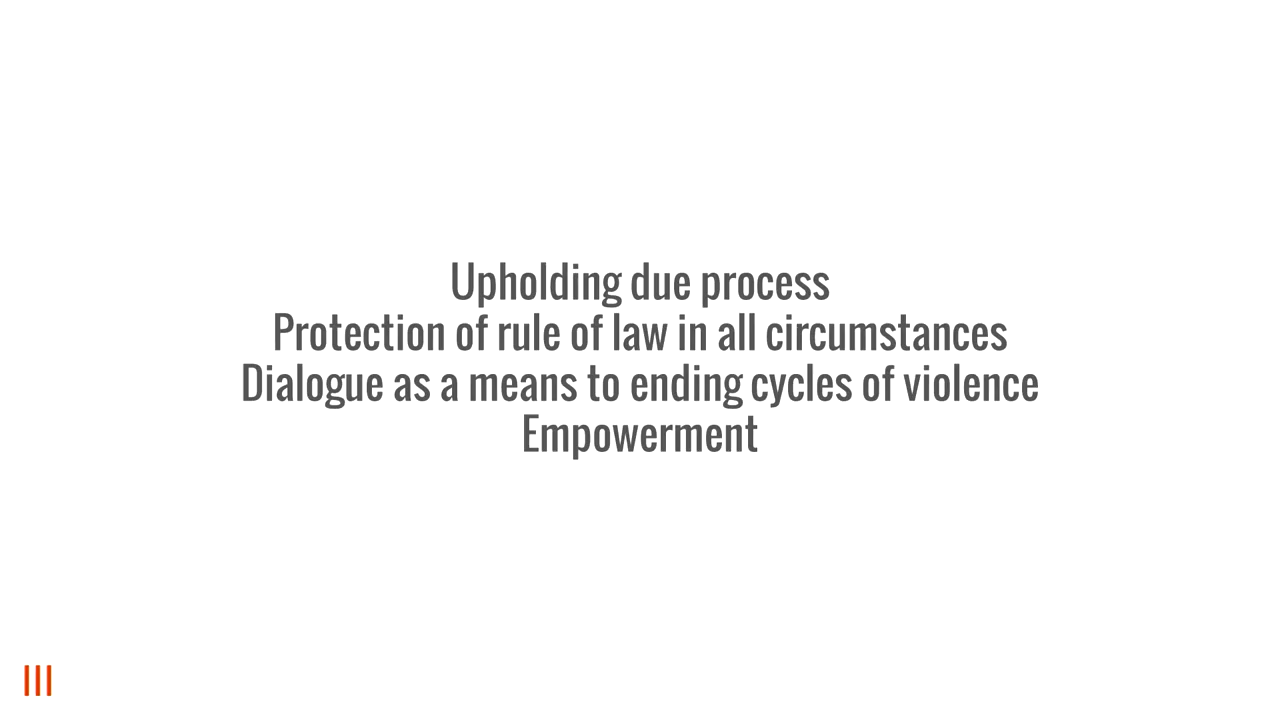 Upholding due process
Protection of rule of law in all circumstances
Dialogue as a means to ending cycles of violence
Empowerment